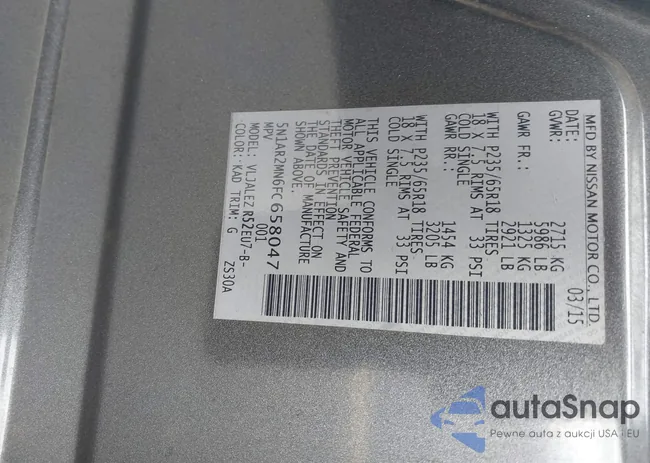 MFD BY NISSAN MOTOR CO., LTD.
DATE: 03/15
GVWR: 2715 KG
5986 LB
GAWR FR: 1325 KG
2921 LB
WITH P235/65R18 TIRES
18 X 7.5 RIMS AT 33 PSI
COLD SINGLE
GAWR RR: 1454 KG
3205 LB
WITH P235/65R18 TIRES
18 X 7.5 RIMS AT 33 PSI
COLD SINGLE
THIS VEHICLE CONFORMS TO
ALL APPLICABLE FEDERAL
MOTOR VEHICLE SAFETY AND
THEFT PREVENTION
STANDARDS IN EFFECT ON
THE DATE OF MANUFACTURE
SHOWN ABOVE.
5N1AR2MN6FC658047
MPV 001
MODEL: VLJALEZ R52EU7-B-
COLOR: KAD TRIM: G ZS30A
autaSnap
Pewne auta z aukcji USA i EU